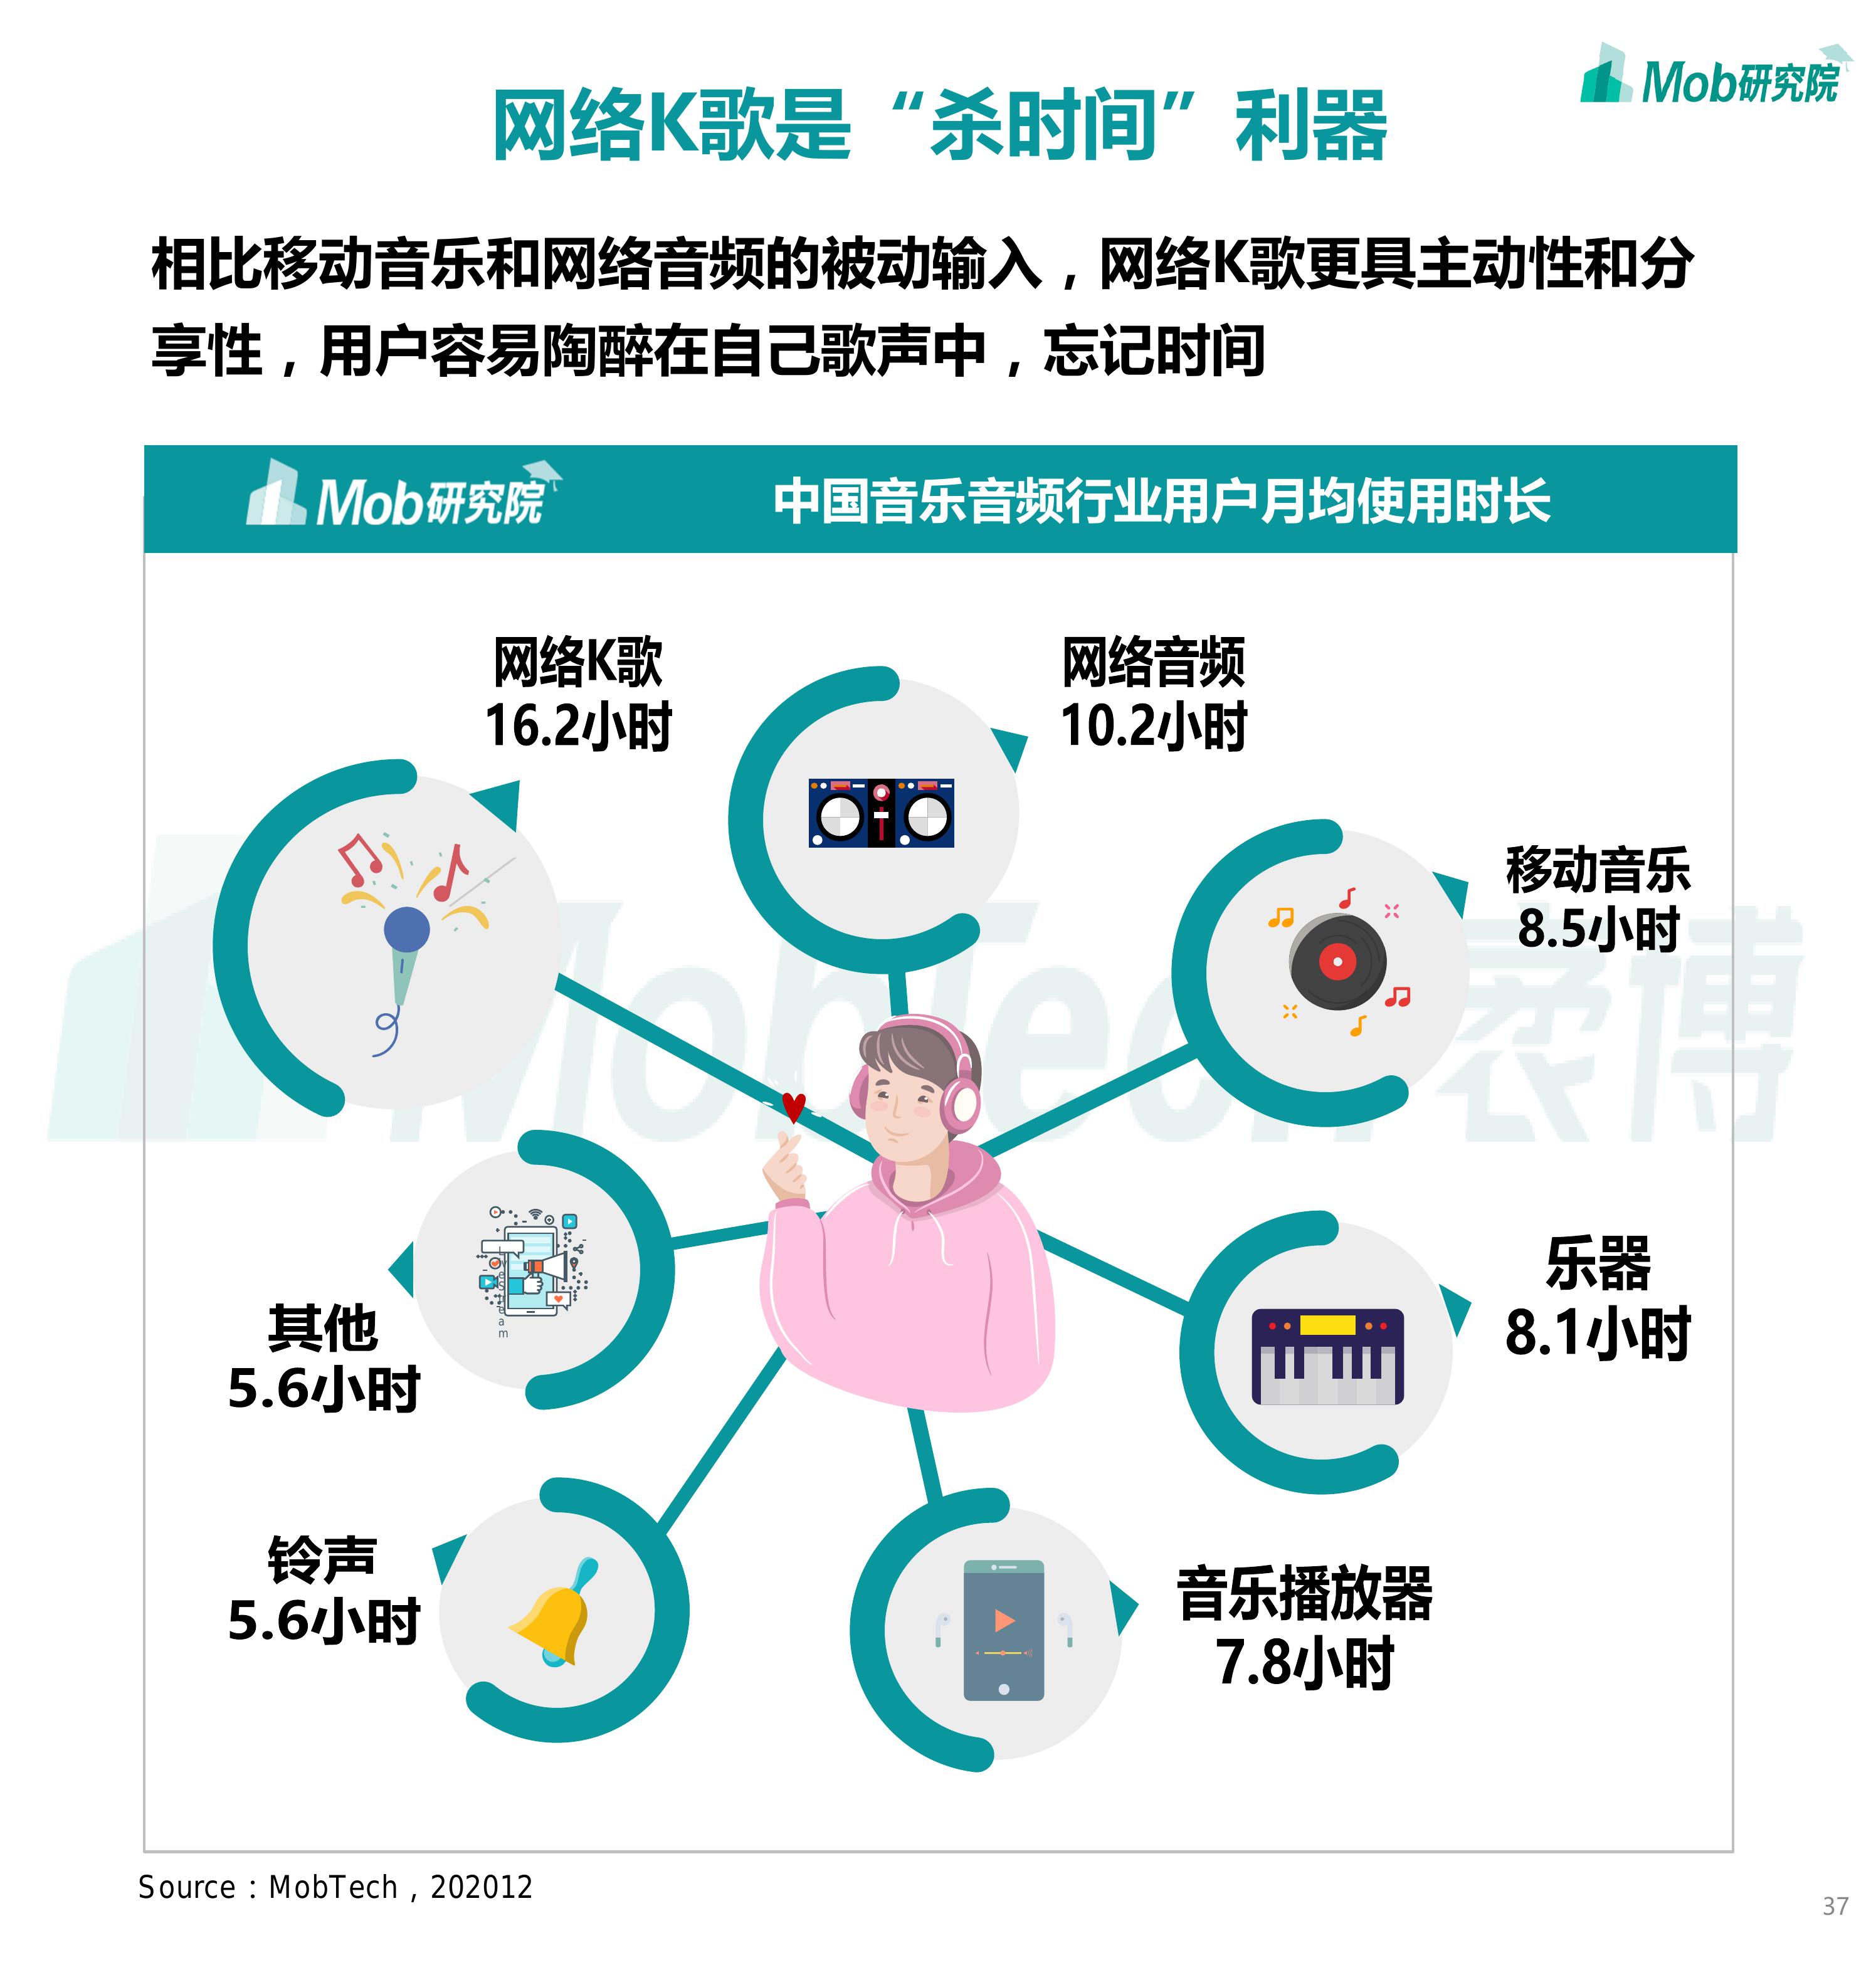 Mob研究院
网络K歌是“杀时间”利器
相比移动音乐和网络音频的被动输入，网络K歌更具主动性和分
享性，用户容易陶醉在自己歌声中，忘记时间
Mob研究院 中国音乐音频行业用户月均使用时长
网络K歌
16.2小时
网络音频
10.2小时
移动音乐
8.5小时
MobTech 袤博
乐器
8.1小时
其他
5.6小时
铃声
5.6小时
音乐播放器
7.8小时
Source：MobTech，202012
37